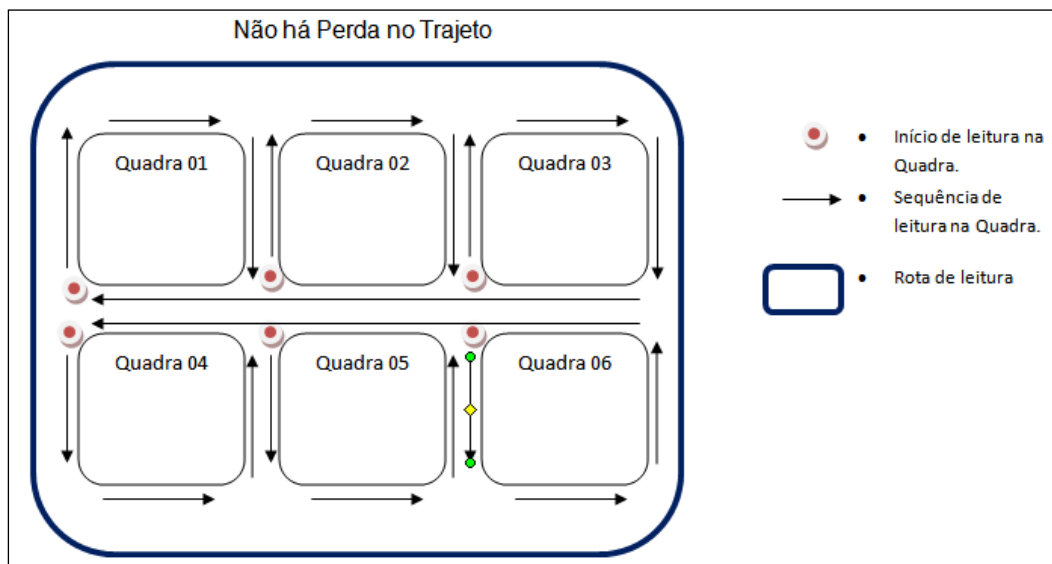 Não há Perda no Trajeto
Quadra 01
Quadra 02
Quadra 03
Quadra 04
Quadra 05
Quadra 06
• Início de leitura na
Quadra.
• Sequência de
leitura na Quadra.
• Rota de leitura